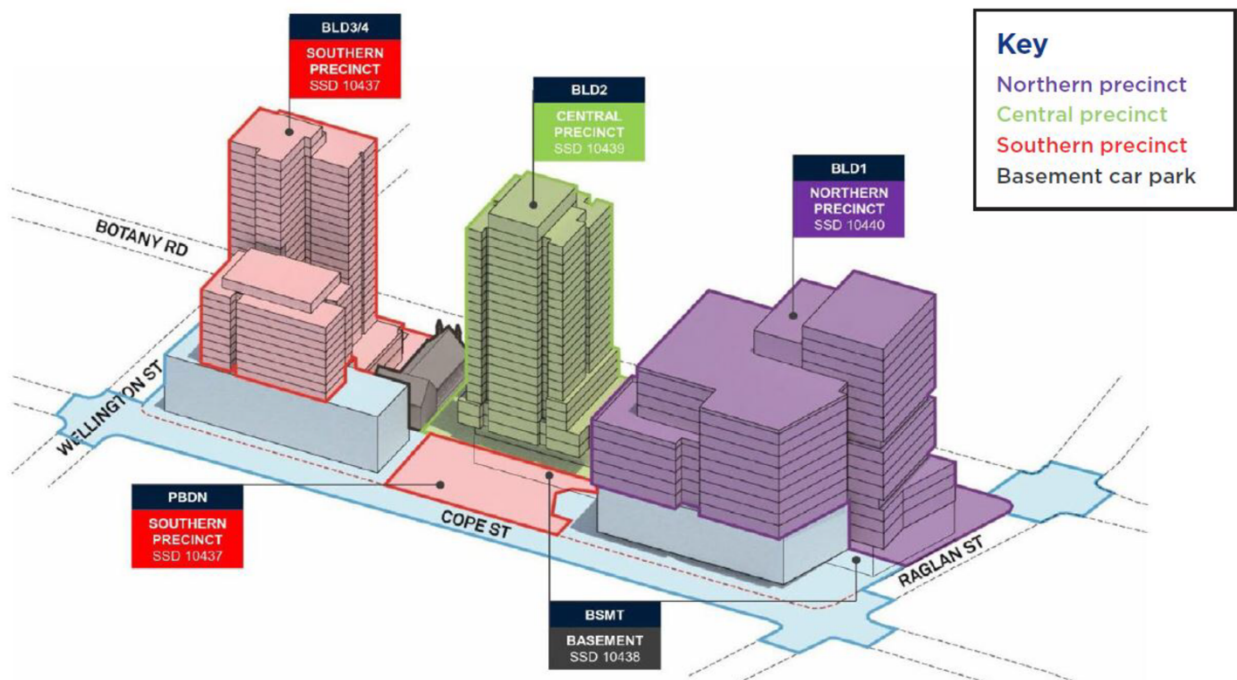 BLD3/4
SOUTHERN
PRECINCT
SSD 10437
BLD2
CENTRAL
PRECINCT
SSD 10439
BLD1
NORTHERN
PRECINCT
SSD 10440
Key
Northern precinct
Central precinct
Southern precinct
Basement car park
BOTANY RD
WELLINGTON ST
PBDN
SOUTHERN
PRECINCT
SSD 10437
COPE ST
RAGLAN ST
BSMT
BASEMENT
SSD 10438